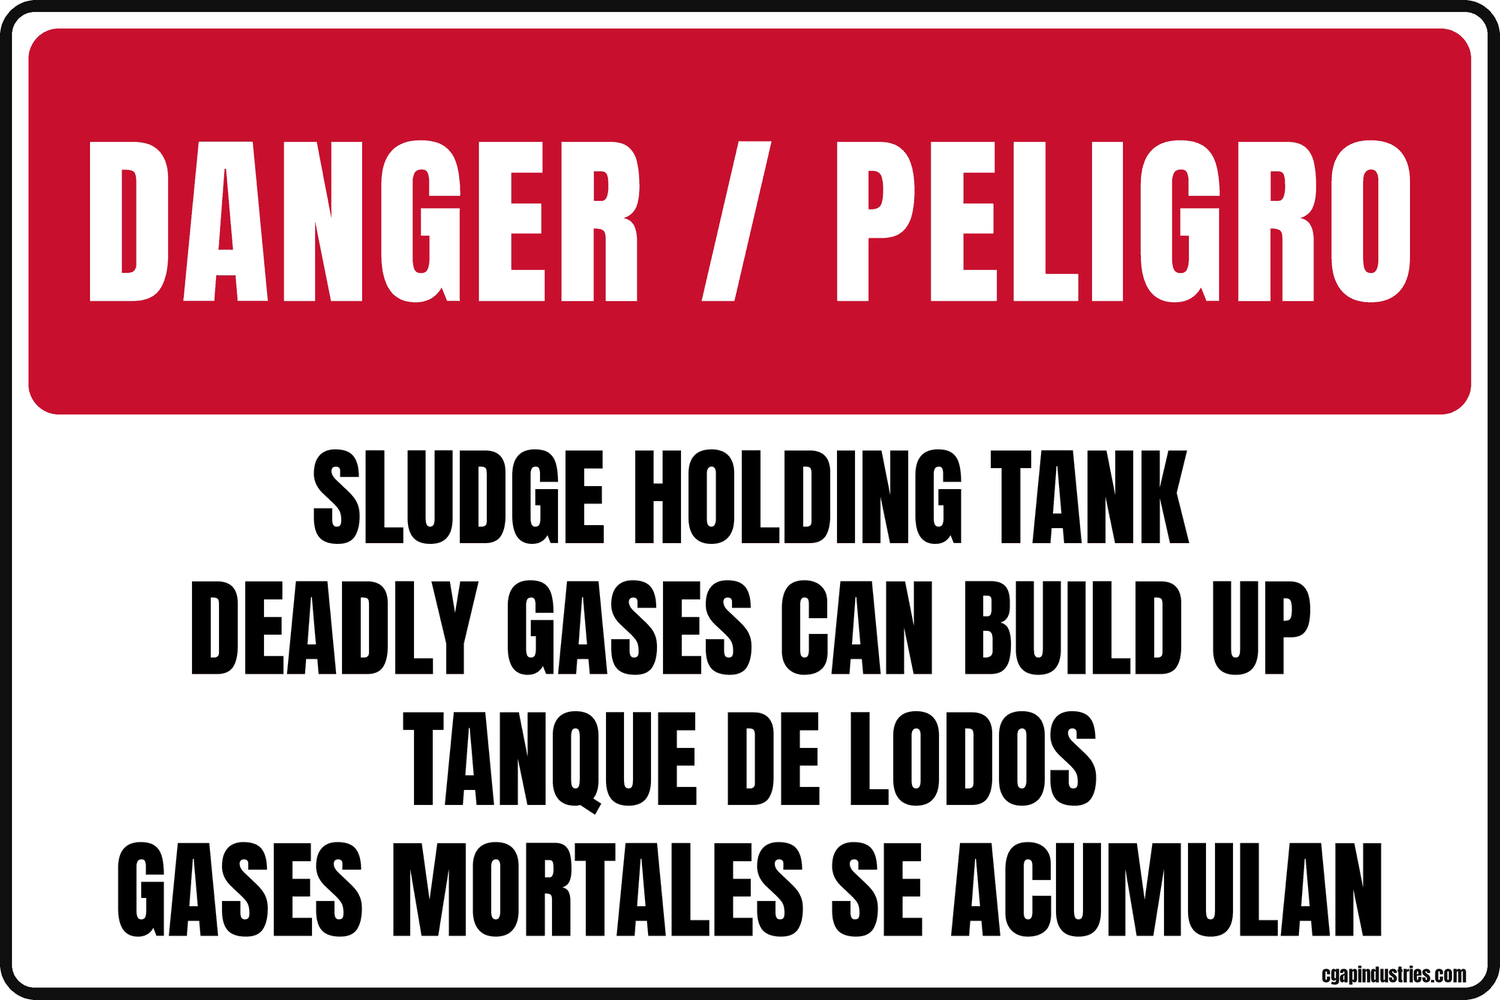 DANGER / PELIGRO
SLUDGE HOLDING TANK
DEADLY GASES CAN BUILD UP
TANQUE DE LODOS
GASES MORTALES SE ACUMULAN
cgapindustries.com